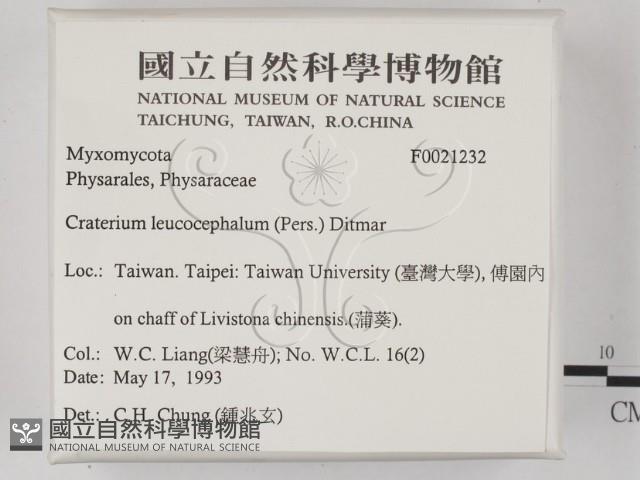 國立自然科學博物館
NATIONAL MUSEUM OF NATURAL SCIENCE
TAICHUNG, TAIWAN, R.O.CHINA
Myxomycota F0021232
Physarales, Physaraceae
Craterium leucocephalum (Pers.) Ditmar
Loc.: Taiwan. Taipei: Taiwan University (臺灣大學), 傅園內
on chaff of Livistona chinensis.(蒲葵).
Col.: W.C. Liang(梁慧舟); No. W.C.L. 16(2)
Date: May 17, 1993
Det.: C.H. Chung (鍾兆玄)
國立自然科學博物館
NATIONAL MUSEUM OF NATURAL SCIENCE
10
CM